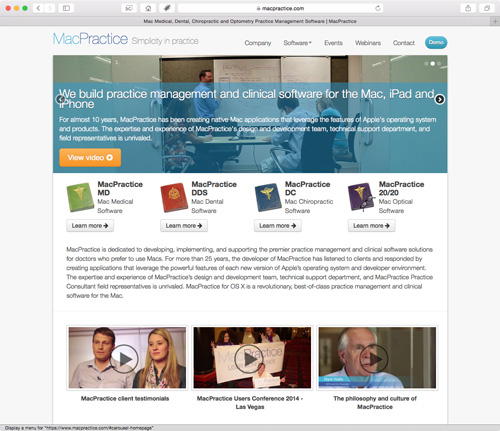 macpractice.com
Mac Medical, Dental, Chiropractic and Optometry Practice Management Software | MacPractice
MacPractice Simplicity in practice
Company Software Events Webinars Contact Demo
We build practice management and clinical software for the Mac, iPad and
iPhone
For almost 10 years, MacPractice has been creating native Mac applications that leverage the features of Apple's operating system
and products. The expertise and experience of MacPractice's design and development team, technical support department, and
field representatives is unrivaled.
View video
MacPractice
MD
Mac Medical
Software
Learn more
MacPractice
DDS
Mac Dental
Software
Learn more
MacPractice
DC
Mac Chiropractic
Software
Learn more
MacPractice
20/20
Mac Optical
Software
Learn more
MacPractice is dedicated to developing, implementing, and supporting the premier practice management and clinical software solutions
for doctors who prefer to use Macs. For more than 25 years, the developer of MacPractice has listened to clients and responded by
creating applications that leverage the powerful features of each new version of Apple's operating system and developer environment.
The expertise and experience of MacPractice's design and development team, technical support department, and MacPractice Practice
Consultant field representatives is unrivaled. MacPractice for OS X is a revolutionary, best-of-class practice management and clinical
software for the Mac.
MacPractice
MacPractice client testimonials
MacPractice Users Conference 2014 -
Las Vegas
The philosophy and culture of
MacPractice
Display a menu for "https://www.macpractice.com/#carousel-homepage"